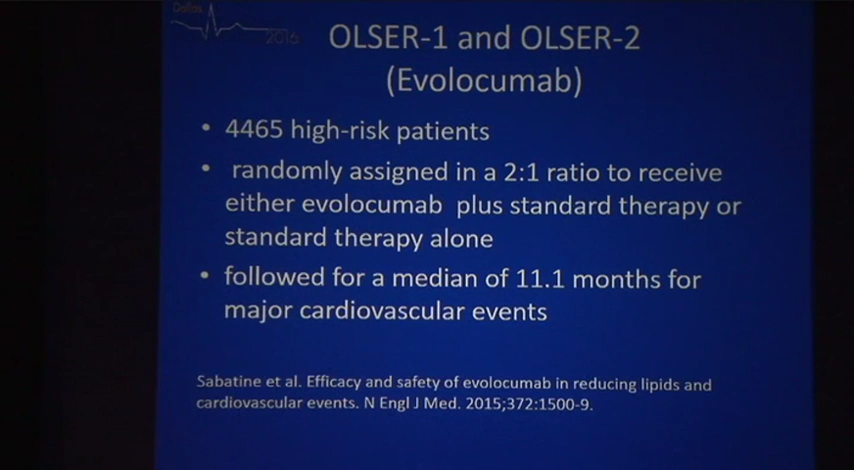 Dallas
2016
OLSER-1 and OLSER-2
(Evolocumab)
• 4465 high-risk patients
• randomly assigned in a 2:1 ratio to receive
either evolocumab plus standard therapy or
standard therapy alone
• followed for a median of 11.1 months for
major cardiovascular events
Sabatine et al. Efficacy and safety of evolocumab in reducing lipids and
cardiovascular events. N Engl J Med. 2015;372:1500-9.